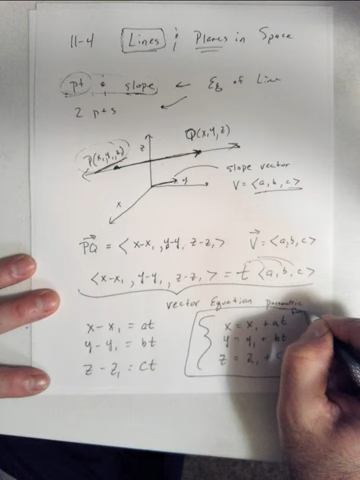 11-4 Lines & Planes in Space
pt & slope ← Eq of Line
2 pts
Q(x,y,z)
P(x₁,y₁,z₁)
z
slope vector
y
V = <a,b,c>
x
PQ = <x-x₁, y-y₁, z-z₁> V = <a,b,c>
<x-x₁, y-y₁, z-z₁> = t <a,b,c>
vector Equation parametric
x-x₁ = at x = x₁ + at
y-y₁ = bt y = y₁ + bt
z-z₁ = ct z = z₁ +